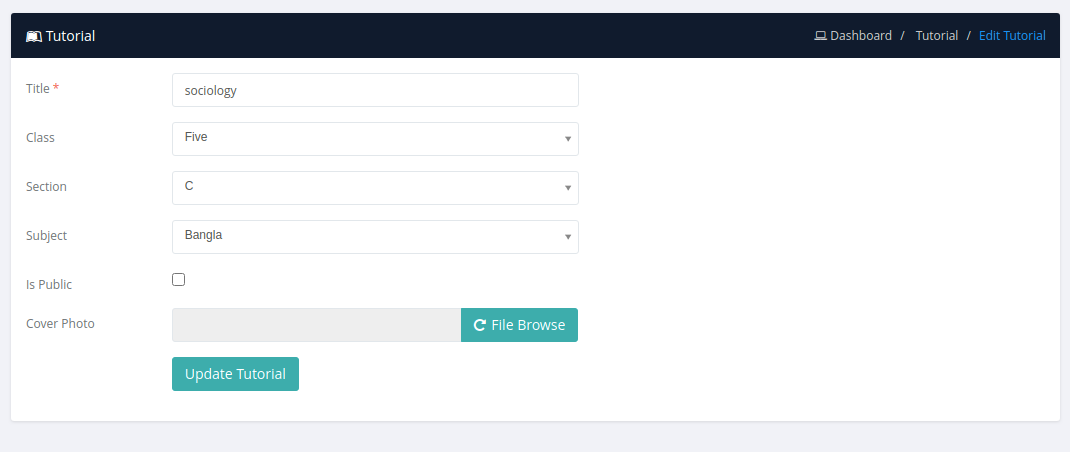 Tutorial
Dashboard / Tutorial / Edit Tutorial
Title * sociology
Class Five
Section C
Subject Bangla
Is Public
Cover Photo File Browse
Update Tutorial